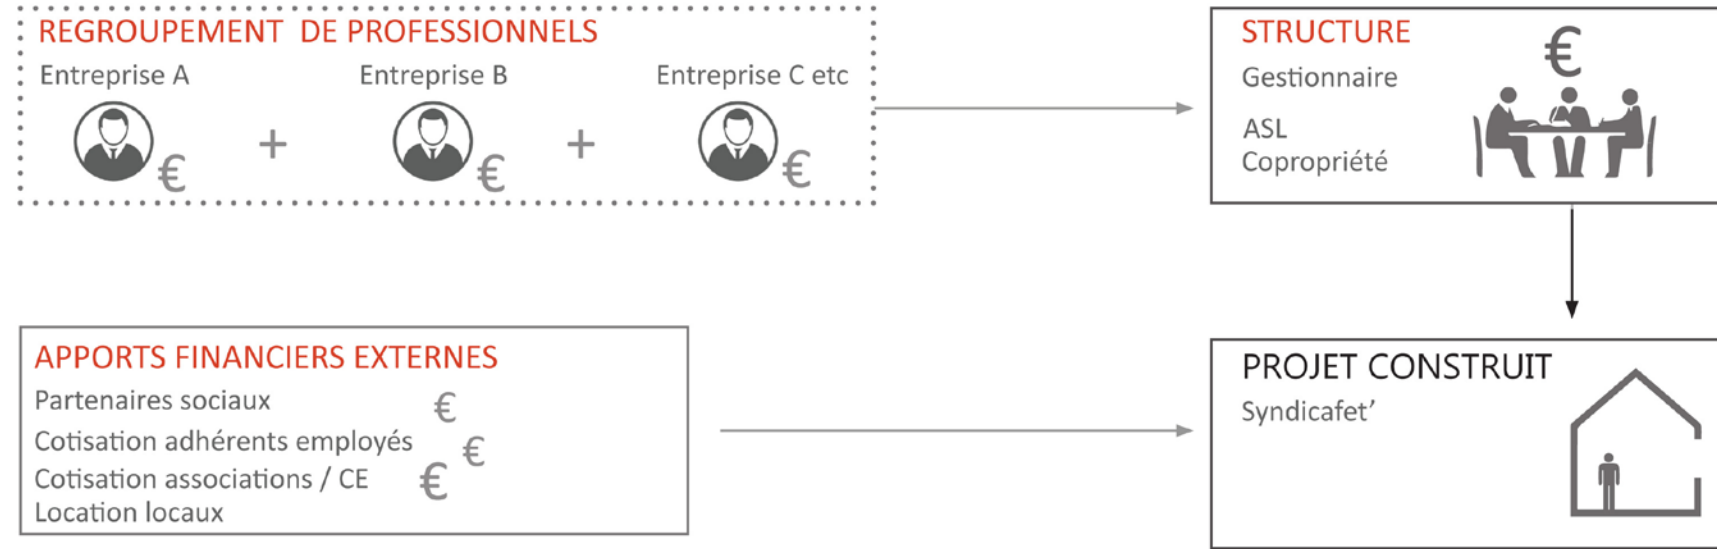 REGROUPEMENT DE PROFESSIONNELS
Entreprise A
Entreprise B
Entreprise C etc
€
+
€
+
€
STRUCTURE
€
Gestionnaire
ASL
Copropriété
APPORTS FINANCIERS EXTERNES
Partenaires sociaux €
Cotisation adhérents employés €
Cotisation associations / CE €
Location locaux
PROJET CONSTRUIT
Syndicafet’